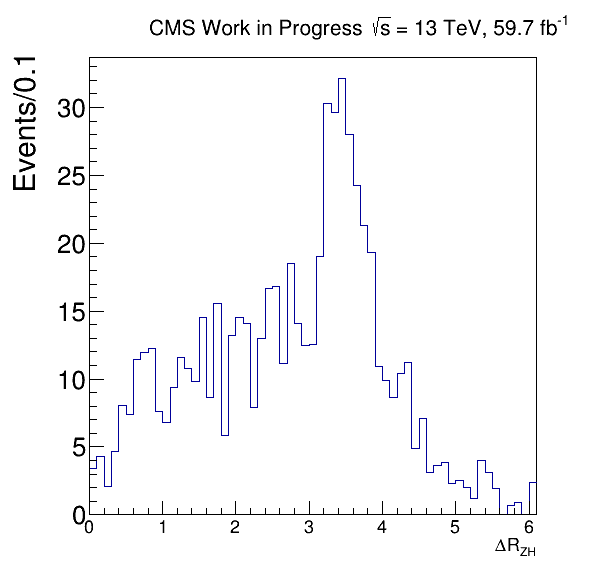 CMS Work in Progress √s = 13 TeV, 59.7 fb⁻¹
Events/0.1
30
25
20
15
10
5
0
0 1 2 3 4 5 6
ΔR_ZH